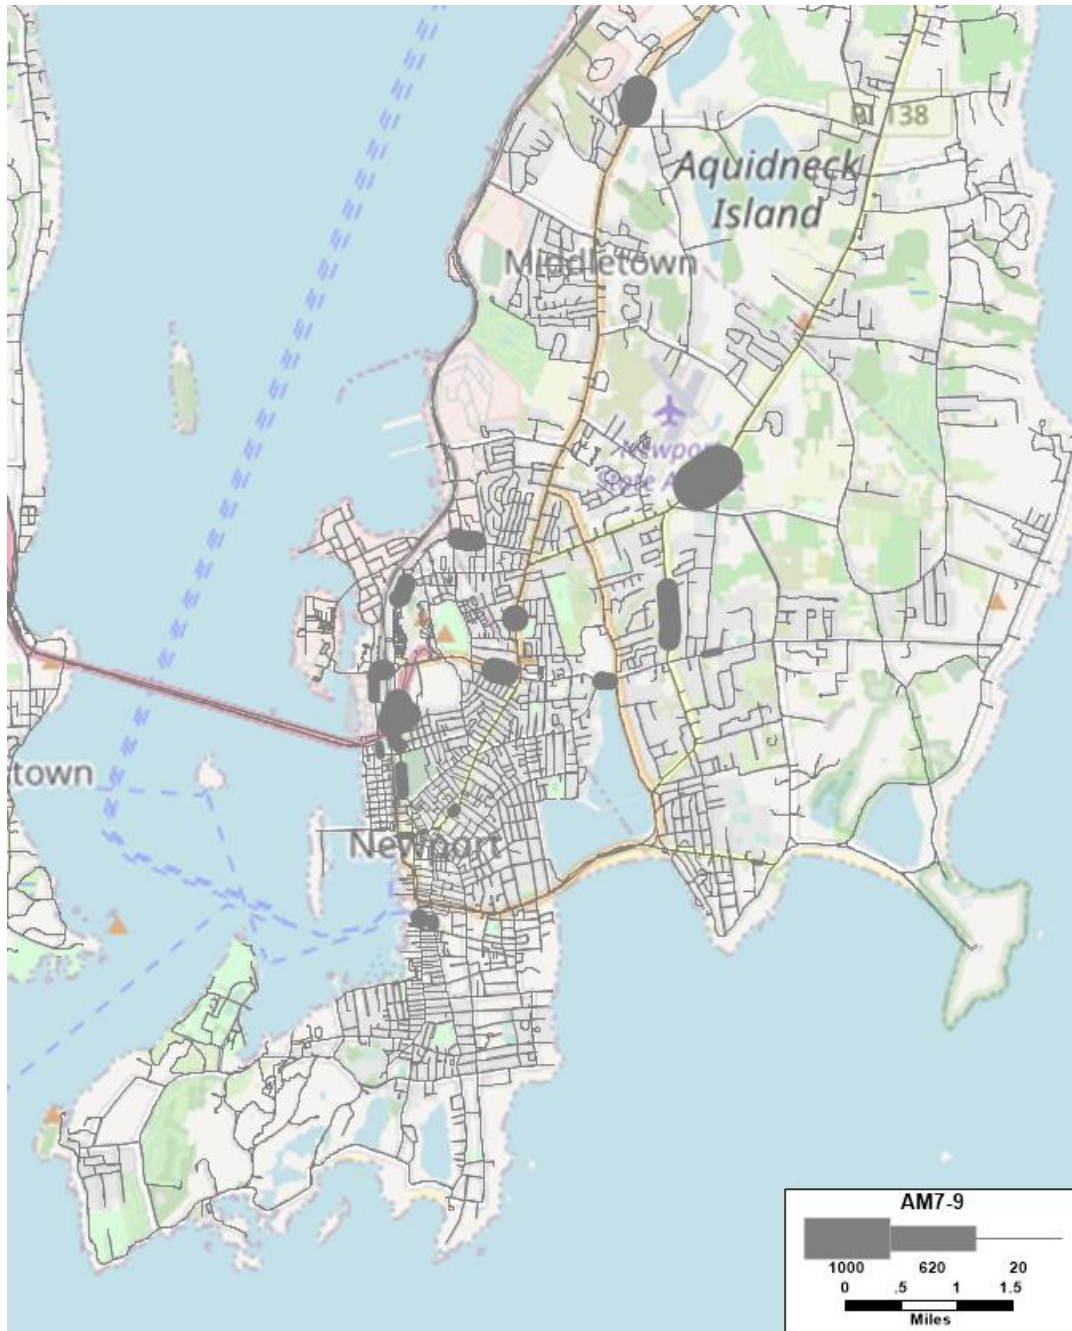 RI 138
Aquidneck
Island
Middletown
Newport
State A
town
Newport
AM7-9
1000 620 20
0 .5 1 1.5
Miles